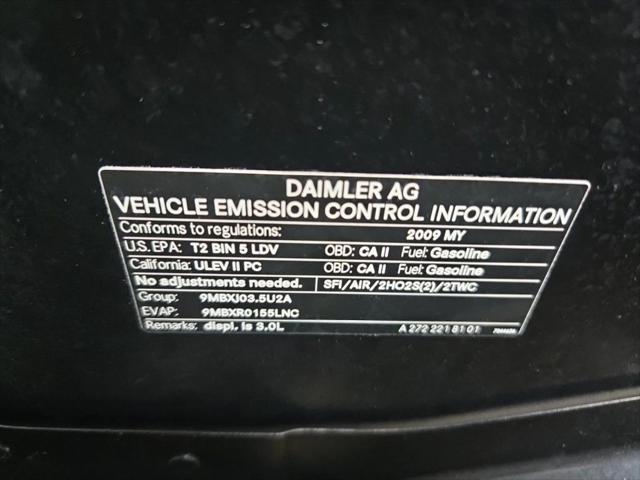 DAIMLER AG
VEHICLE EMISSION CONTROL INFORMATION
Conforms to regulations: 2009 MY
U.S. EPA: T2 BIN 5 LDV OBD: CA II Fuel: Gasoline
California: ULEV II PC OBD: CA II Fuel: Gasoline
No adjustments needed. SFI/AIR/2HO2S(2)/2TWC
Group: 9MBXJ03.5U2A
EVAP: 9MBXR0155LNC
Remarks: displ. is 3.0L A 272 221 81 01